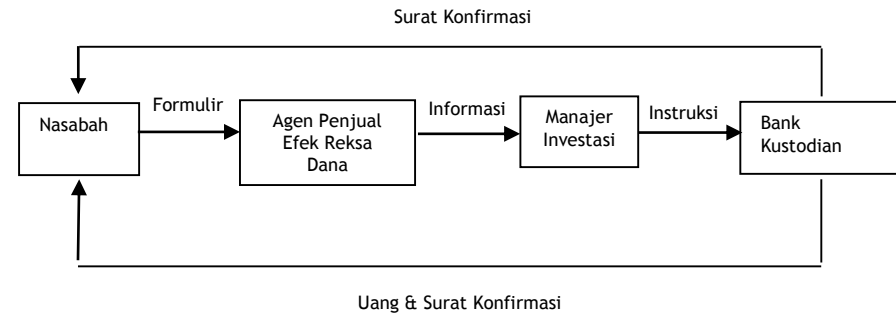 Surat Konfirmasi
Nasabah
Formulir
Agen Penjual
Efek Reksa
Dana
Informasi
Manajer
Investasi
Instruksi
Bank
Kustodian
Uang & Surat Konfirmasi